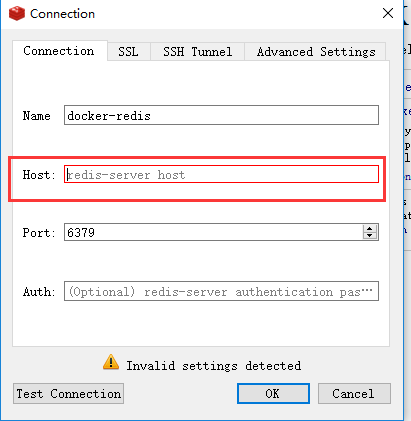 Connection
Connection SSL SSH Tunnel Advanced Settings
Name docker-redis
Host: redis-server host
Port: 6379
Auth: (Optional) redis-server authentication pas…
Invalid settings detected
Test Connection OK Cancel